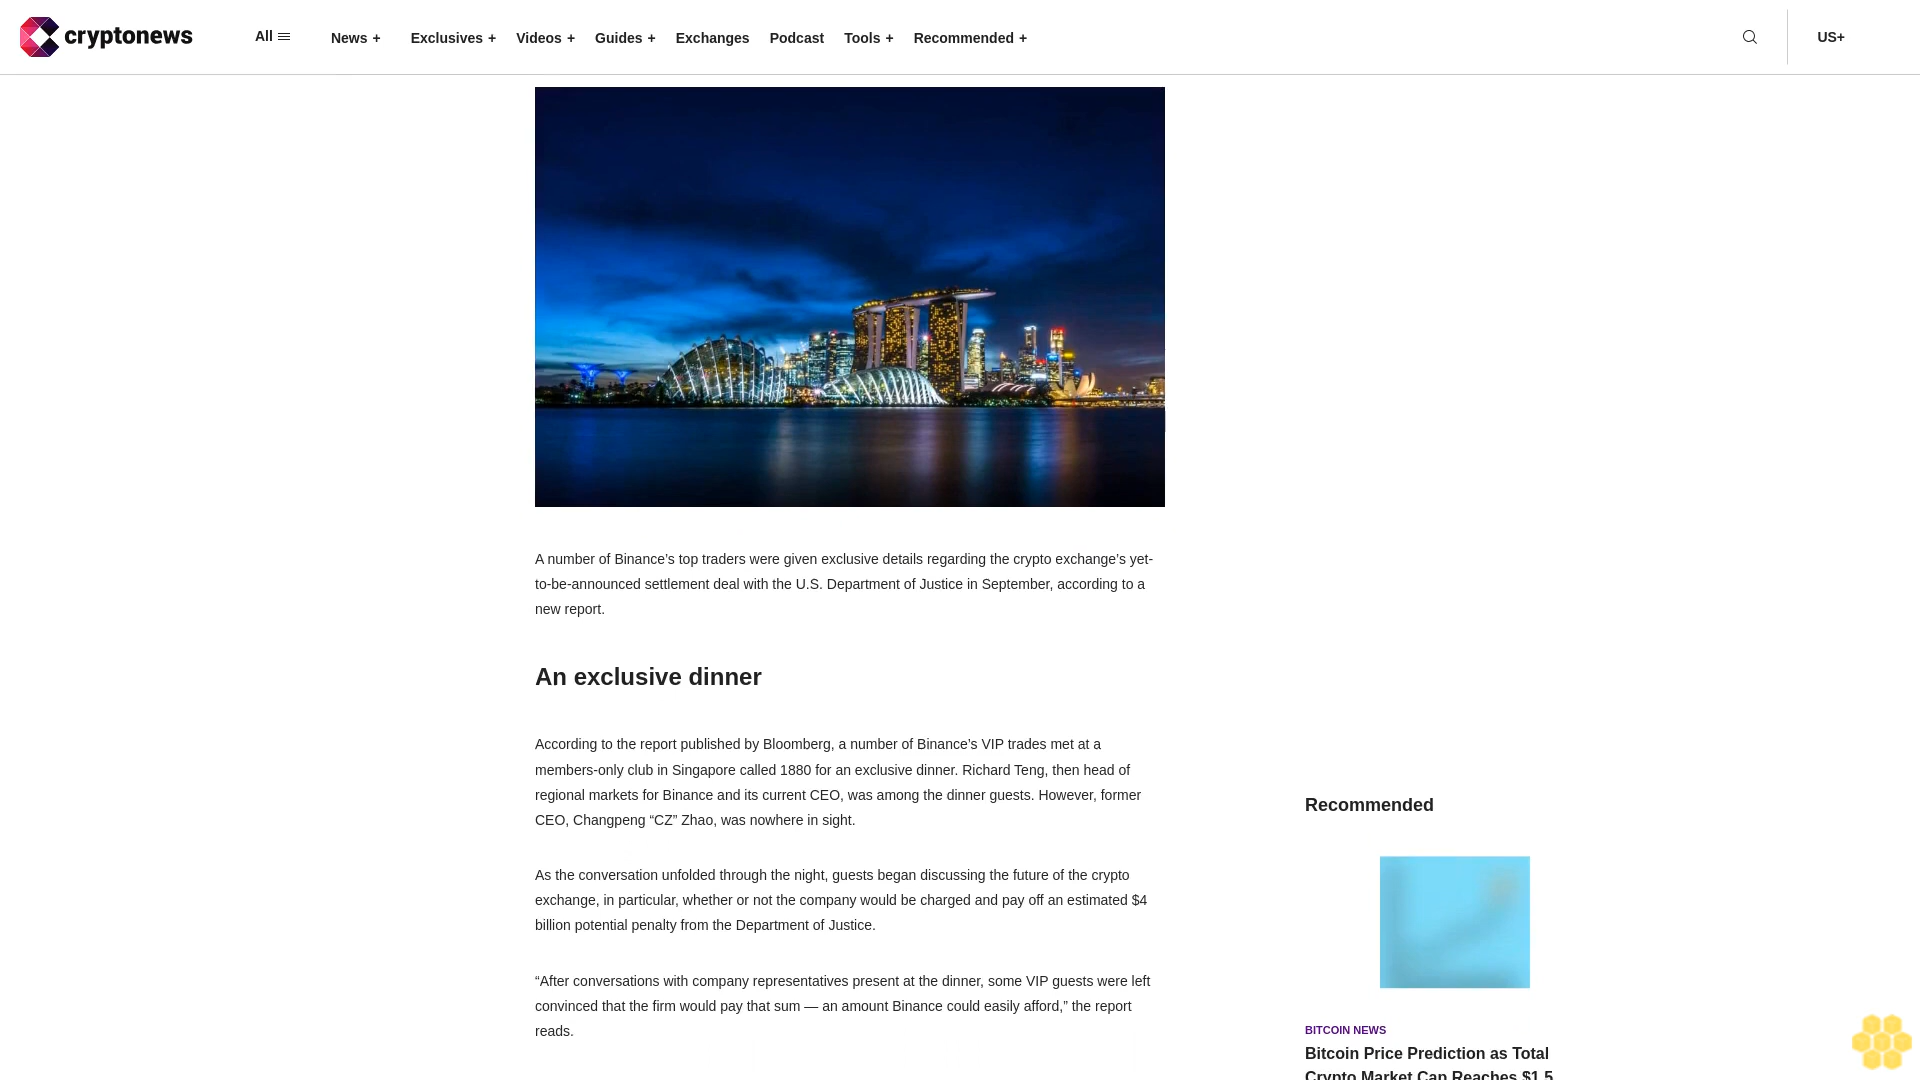 cryptonews
All
News +
Exclusives +
Videos +
Guides +
Exchanges
Podcast
Tools +
Recommended +
US+
A number of Binance’s top traders were given exclusive details regarding the crypto exchange’s yet-
to-be-announced settlement deal with the U.S. Department of Justice in September, according to a
new report.
An exclusive dinner
According to the report published by Bloomberg, a number of Binance’s VIP trades met at a
members-only club in Singapore called 1880 for an exclusive dinner. Richard Teng, then head of
regional markets for Binance and its current CEO, was among the dinner guests. However, former
CEO, Changpeng “CZ” Zhao, was nowhere in sight.
As the conversation unfolded through the night, guests began discussing the future of the crypto
exchange, in particular, whether or not the company would be charged and pay off an estimated $4
billion potential penalty from the Department of Justice.
“After conversations with company representatives present at the dinner, some VIP guests were left
convinced that the firm would pay that sum — an amount Binance could easily afford,” the report
reads.
Recommended
BITCOIN NEWS
Bitcoin Price Prediction as Total
Crypto Market Cap Reaches $1.5